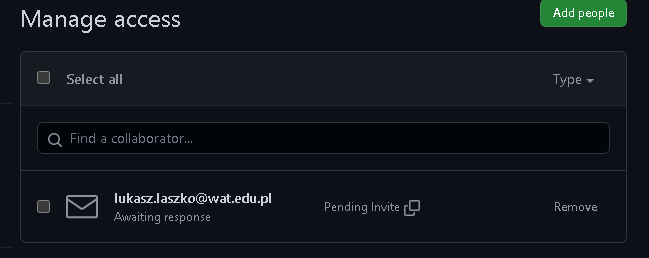 Manage access
Add people
Select all
Type
Find a collaborator...
lukasz.laszko@wat.edu.pl
Awaiting response
Pending Invite
Remove